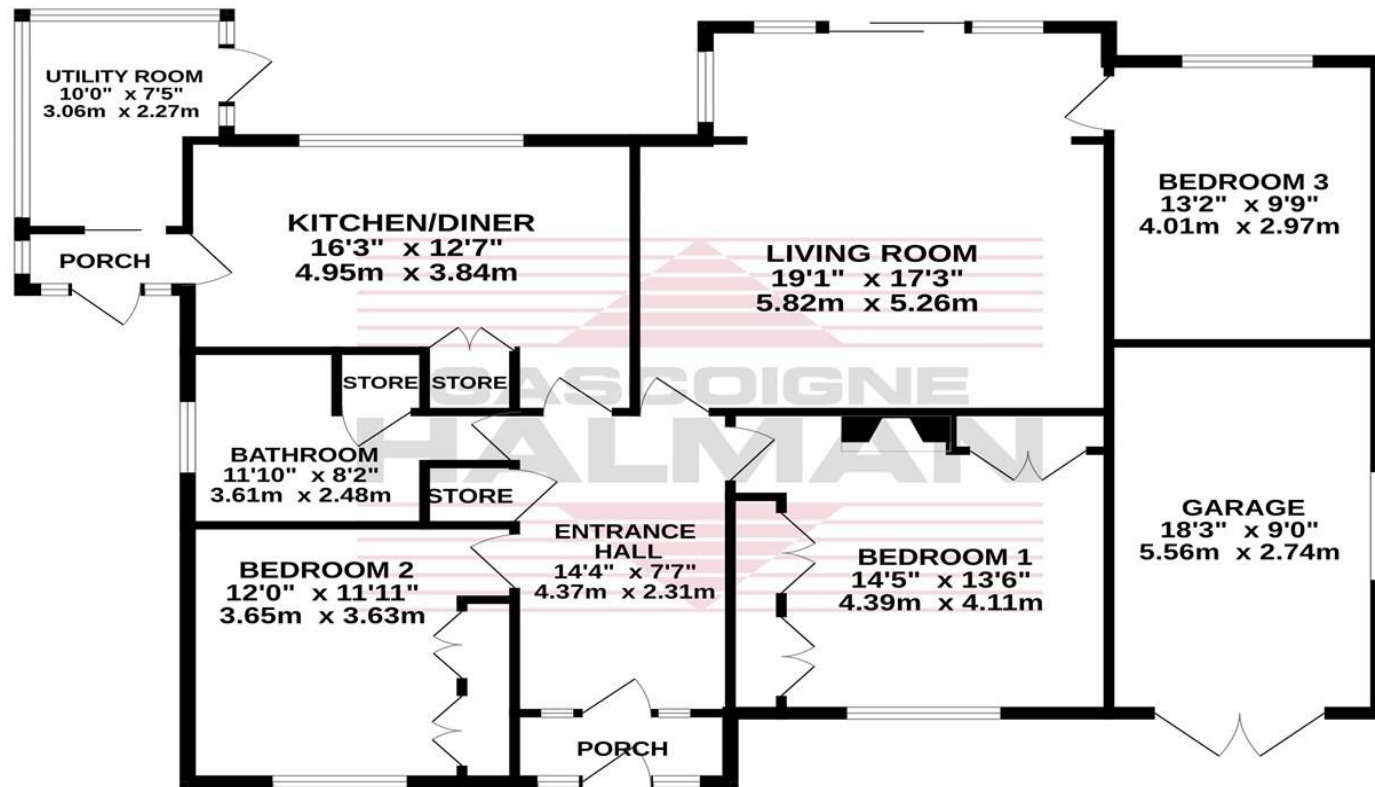 UTILITY ROOM
10'0" x 7'5"
3.06m x 2.27m
KITCHEN/DINER
16'3" x 12'7"
4.95m x 3.84m
LIVING ROOM
19'1" x 17'3"
5.82m x 5.26m
BEDROOM 3
13'2" x 9'9"
4.01m x 2.97m
PORCH
STORE
STORE
GASCOIGNE
HALMAN
BATHROOM
11'10" x 8'2"
3.61m x 2.48m
STORE
ENTRANCE
HALL
14'4" x 7'7"
4.37m x 2.31m
BEDROOM 2
12'0" x 11'11"
3.65m x 3.63m
BEDROOM 1
14'5" x 13'6"
4.39m x 4.11m
GARAGE
18'3" x 9'0"
5.56m x 2.74m
PORCH